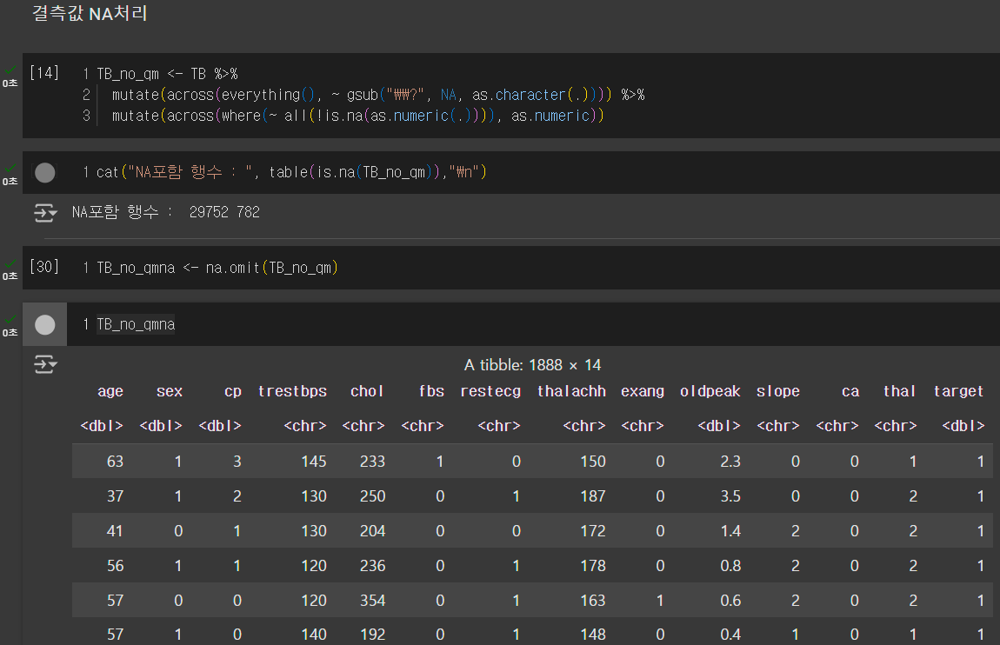 결측값 NA처리
[14] 1 TB_no_qm <- TB %>%
0초 2 mutate(across(everything(), ~ gsub("₩₩?", NA, as.character(.)))) %>%
3 mutate(across(where(~ all(!is.na(as.numeric(.)))), as.numeric))
0초 1 cat("NA포함 행수 : ", table(is.na(TB_no_qm)),"₩n")
NA포함 행수 :  29752 782
[30] 1 TB_no_qmna <- na.omit(TB_no_qm)
0초
1 TB_no_qmna
0초
A tibble: 1888 × 14
age sex cp trestbps chol fbs restecg thalachh exang oldpeak slope ca thal target
<dbl> <dbl> <dbl> <chr> <chr> <chr> <chr> <chr> <chr> <dbl> <chr> <chr> <chr> <dbl>
63 1 3 145 233 1 0 150 0 2.3 0 0 1 1
37 1 2 130 250 0 1 187 0 3.5 0 0 2 1
41 0 1 130 204 0 0 172 0 1.4 2 0 2 1
56 1 1 120 236 0 1 178 0 0.8 2 0 2 1
57 0 0 120 354 0 1 163 1 0.6 2 0 2 1
57 1 0 140 192 0 1 148 0 0.4 1 0 1 1